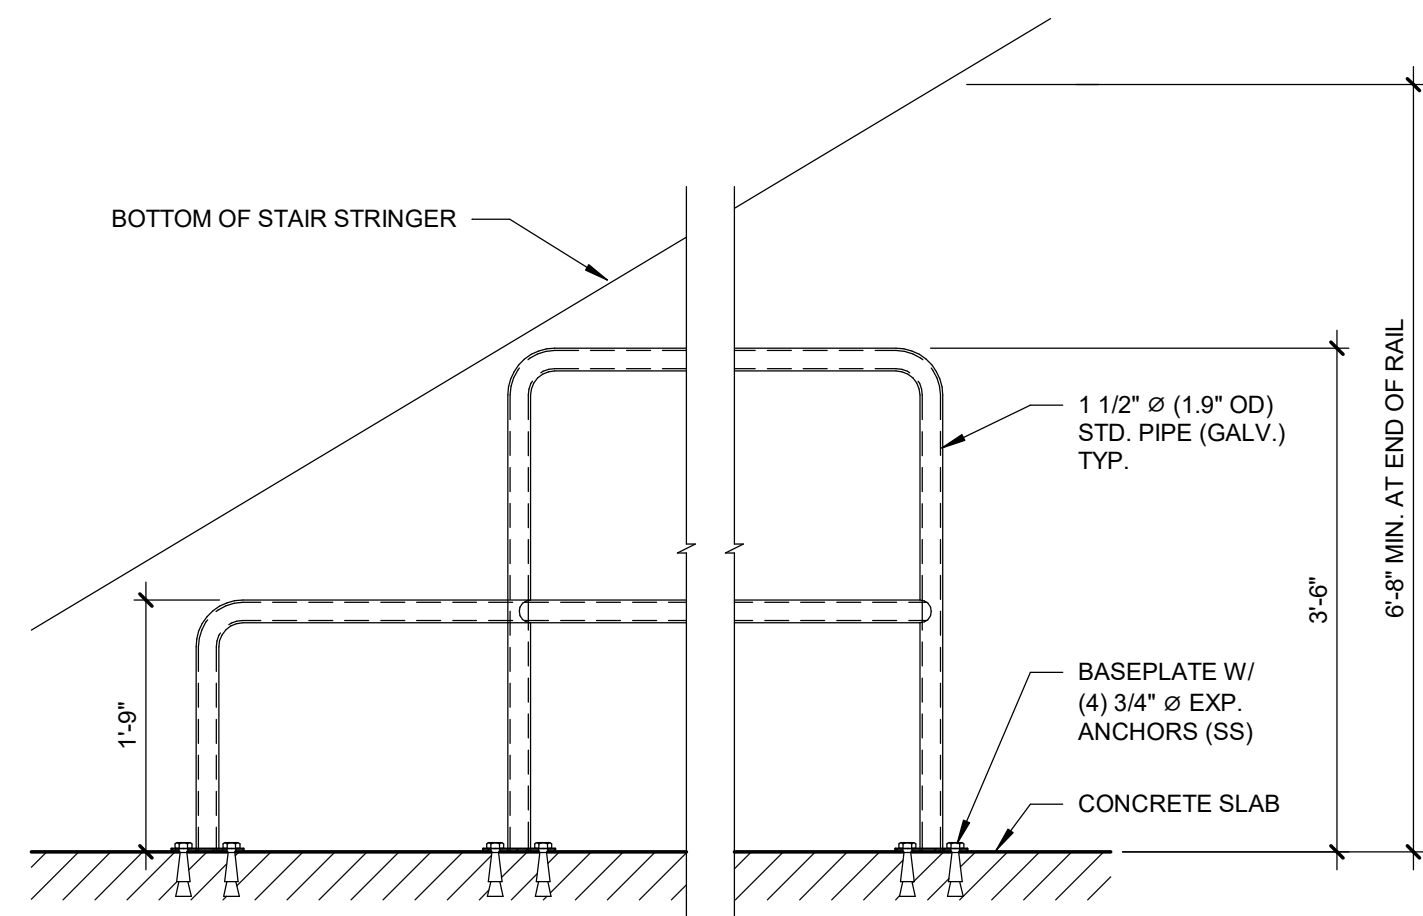 BOTTOM OF STAIR STRINGER
1 1/2" Ø (1.9" OD)
STD. PIPE (GALV.)
TYP.
6'-8" MIN. AT END OF RAIL
3'-6"
1'-9"
BASEPLATE W/
(4) 3/4" Ø EXP.
ANCHORS (SS)
CONCRETE SLAB